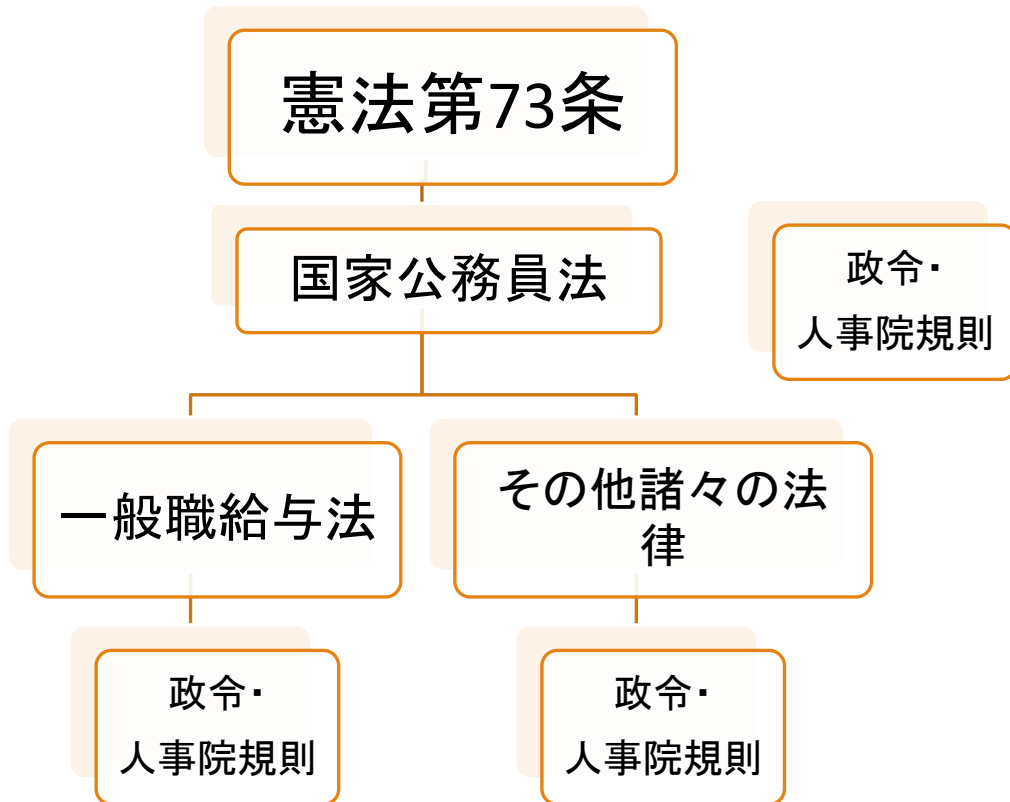 憲法第73条
国家公務員法
政令・
人事院規則
一般職給与法
その他諸々の法
律
政令・
人事院規則
政令・
人事院規則